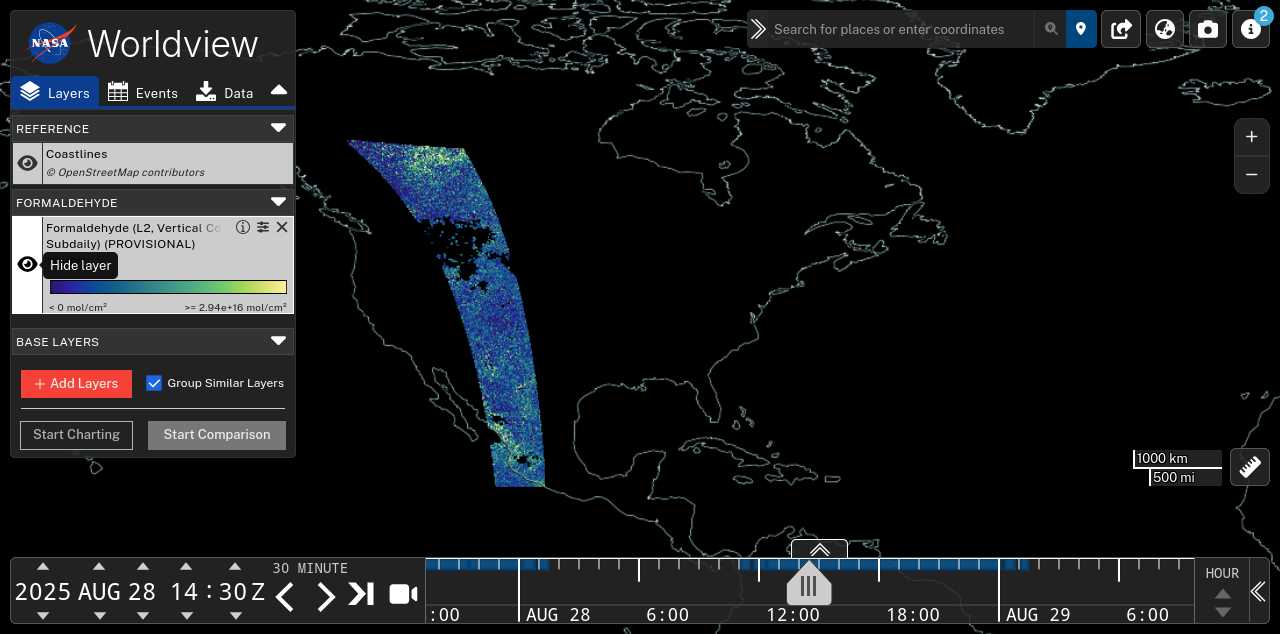 NASA
Worldview
Layers
Events
Data
REFERENCE
Coastlines
© OpenStreetMap contributors
FORMALDEHYDE
Formaldehyde (L2, Vertical Co
Subdaily) (PROVISIONAL)
Hide layer
< 0 mol/cm²
>= 2.94e+16 mol/cm²
BASE LAYERS
+ Add Layers
Group Similar Layers
Start Charting
Start Comparison
Search for places or enter coordinates
2
+
−
1000 km
500 mi
2025 AUG 28 14 : 30 Z
30 MINUTE
:00
AUG 28
6:00
12:00
18:00
AUG 29
6:00
HOUR